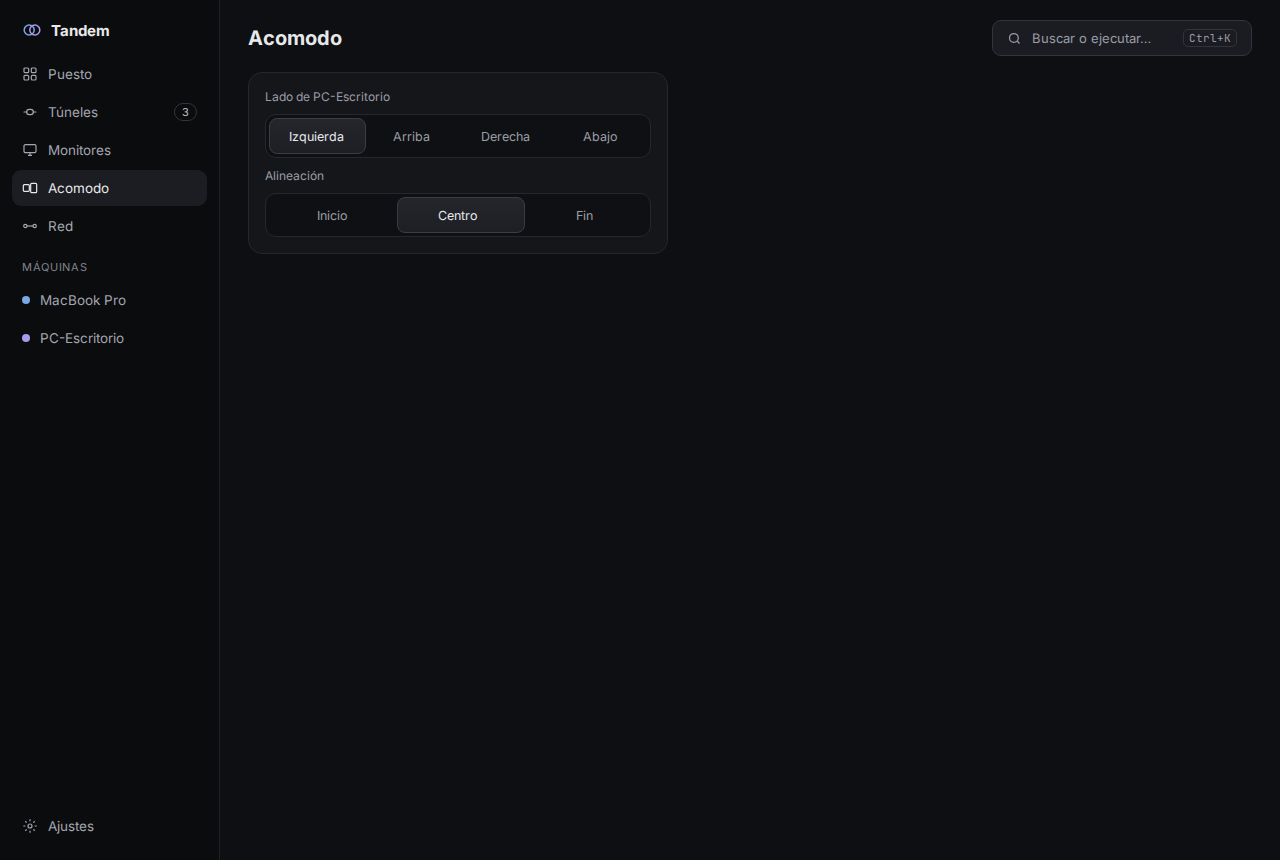 Tandem
Puesto
Túneles 3
Monitores
Acomodo
Red
MÁQUINAS
MacBook Pro
PC-Escritorio
Ajustes
Acomodo
Buscar o ejecutar... Ctrl+K
Lado de PC-Escritorio
Izquierda Arriba Derecha Abajo
Alineación
Inicio Centro Fin